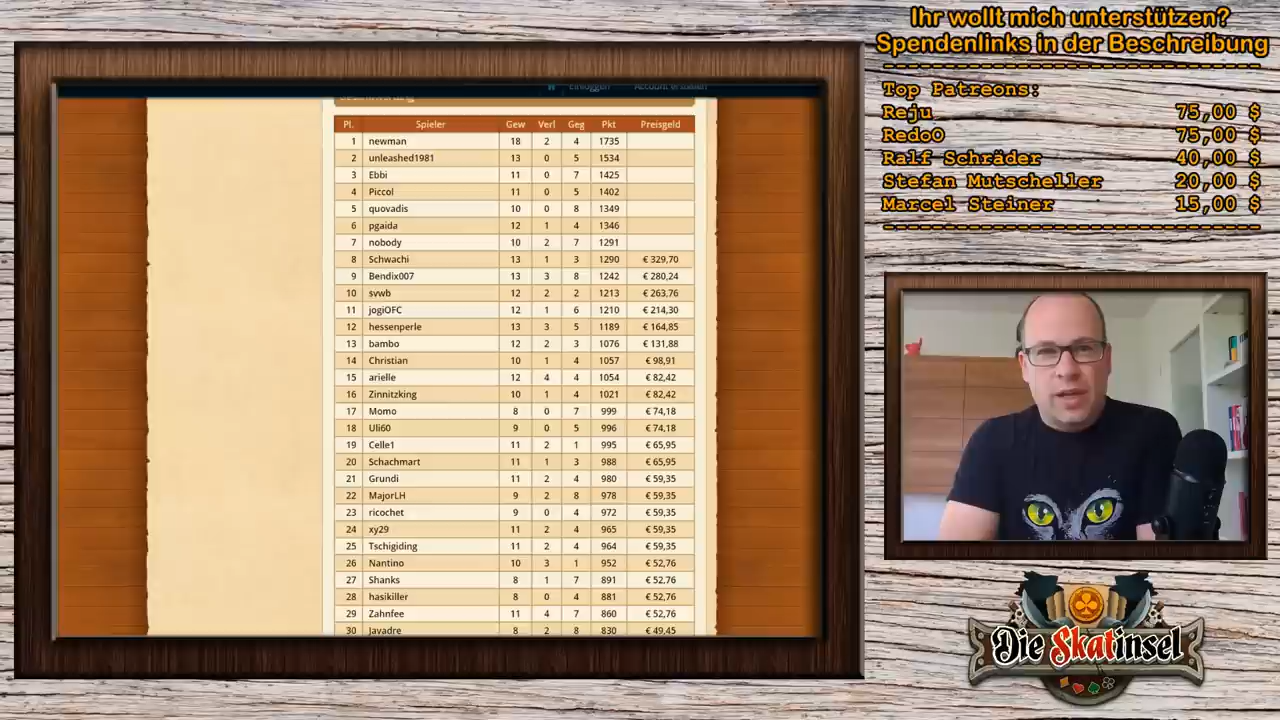 Ihr wollt mich unterstützen?
Spendenlinks in der Beschreibung
Top Patreons:
Reju 75,00 $
RedoO 75,00 $
Ralf Schräder 40,00 $
Stefan Mutscheller 20,00 $
Marcel Steiner 15,00 $
Einloggen Account erstellen
Pl. Spieler Gew Verl Geg Pkt Preisgeld
1 newman 18 2 4 1735
2 unleashed1981 13 0 5 1534
3 Ebbi 11 0 7 1425
4 Piccol 11 0 5 1402
5 quovadis 10 0 8 1349
6 pgaida 12 1 4 1346
7 nobody 10 2 7 1291
8 Schwachi 13 1 3 1290 € 329,70
9 Bendix007 13 3 8 1242 € 280,24
10 svwb 12 2 2 1213 € 263,76
11 jogiOFC 12 1 6 1210 € 214,30
12 hessenperle 13 3 5 1189 € 164,85
13 bambo 12 2 3 1076 € 131,88
14 Christian 10 1 4 1057 € 98,91
15 arielle 12 4 4 1054 € 82,42
16 Zinnitzking 10 1 4 1021 € 82,42
17 Momo 8 0 7 999 € 74,18
18 Uli60 9 0 5 996 € 74,18
19 Celle1 11 2 1 995 € 65,95
20 Schachmart 11 1 3 988 € 65,95
21 Grundi 11 2 4 980 € 59,35
22 MajorLH 9 2 8 978 € 59,35
23 ricochet 9 0 4 972 € 59,35
24 xy29 11 2 4 965 € 59,35
25 Tschigiding 11 2 4 964 € 59,35
26 Nantino 10 3 1 952 € 52,76
27 Shanks 8 1 7 891 € 52,76
28 hasikiller 8 0 4 881 € 52,76
29 Zahnfee 11 4 7 860 € 52,76
30 Javadre 8 2 8 830 € 49,45
Die Skatinsel